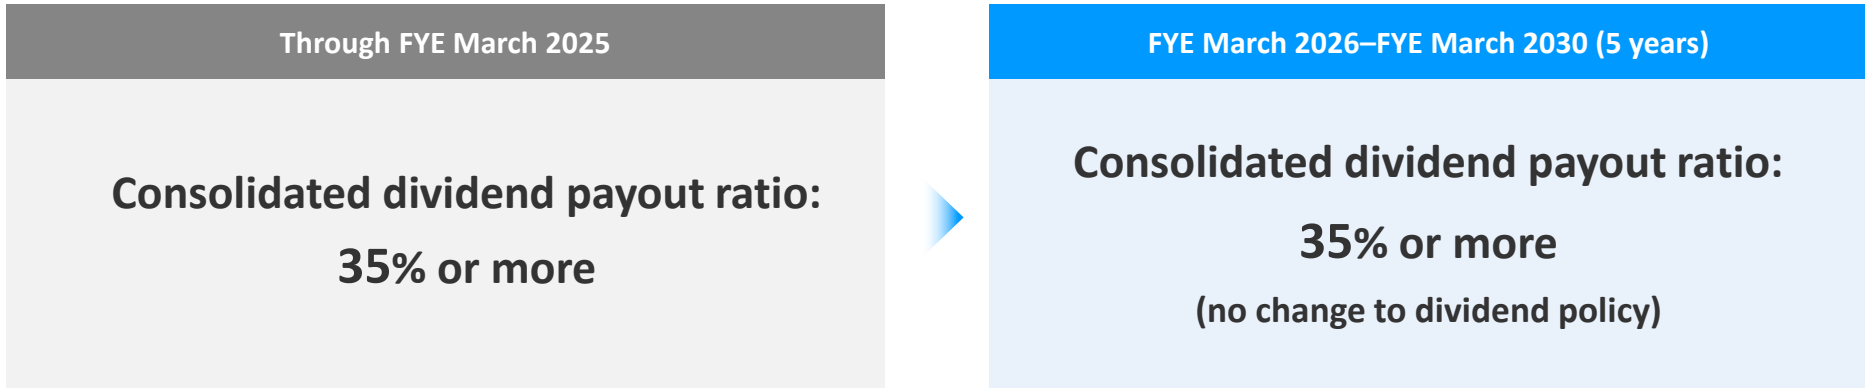 Through FYE March 2025
Consolidated dividend payout ratio:
35% or more
FYE March 2026–FYE March 2030 (5 years)
Consolidated dividend payout ratio:
35% or more
(no change to dividend policy)